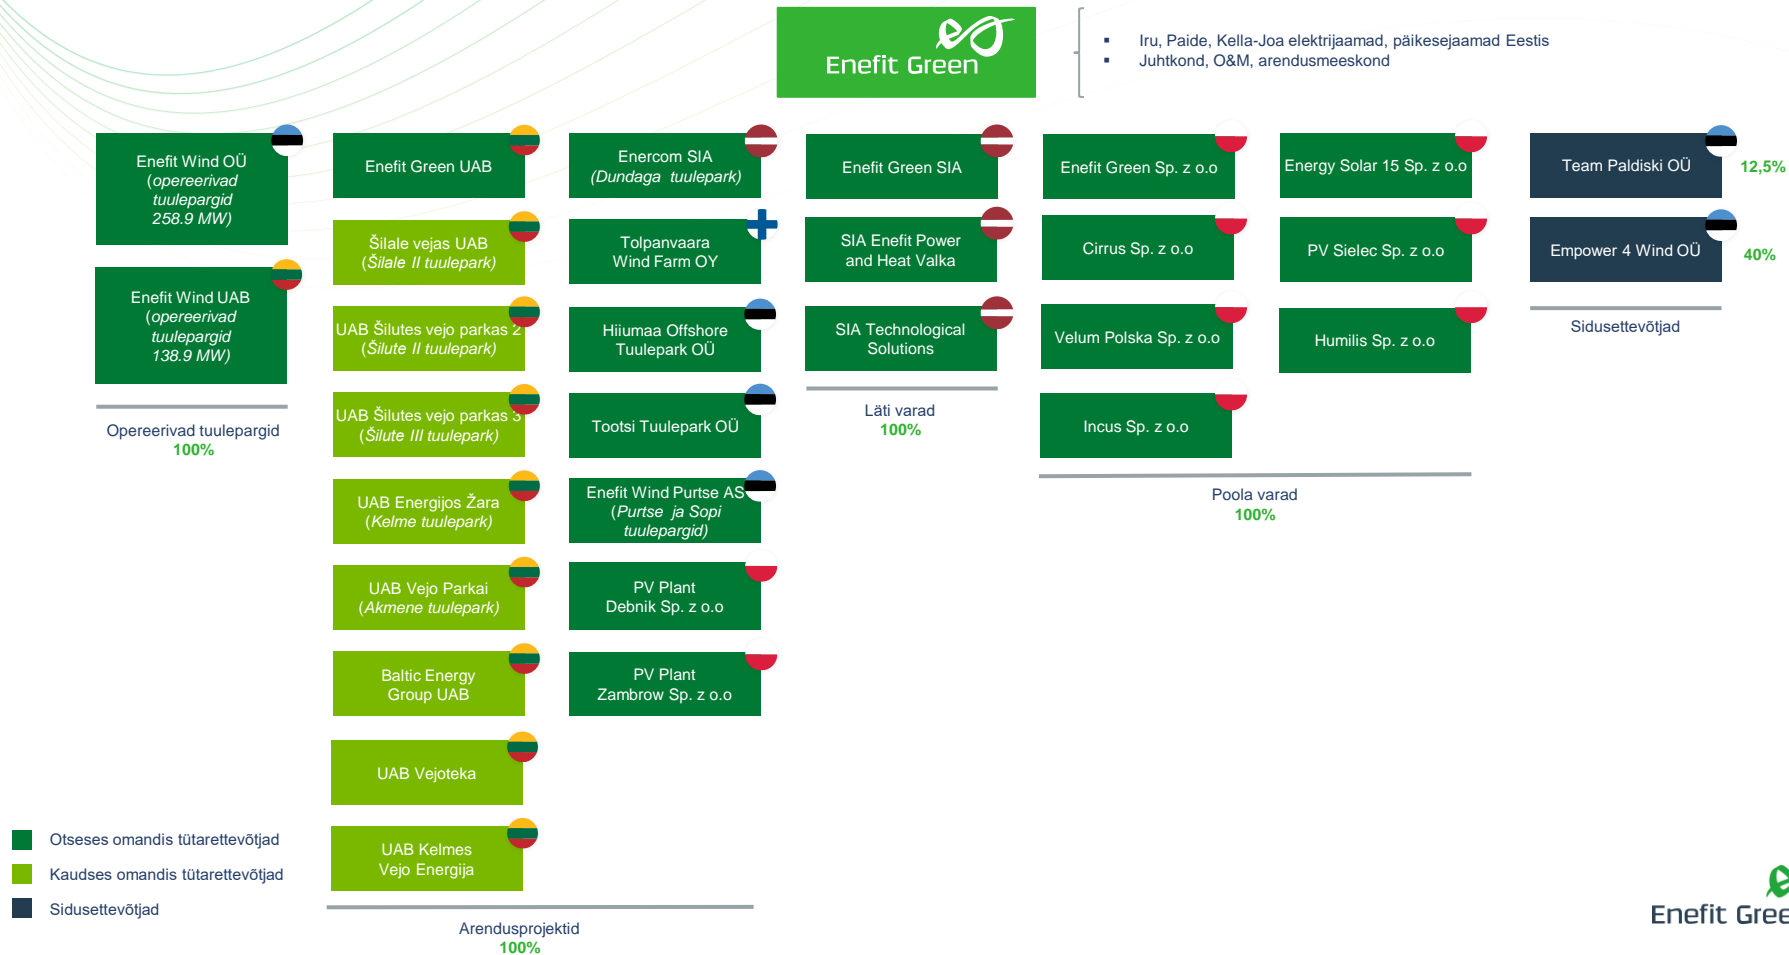 Enefit Green
Iru, Paide, Kella-Joa elektrijaamad, päikesejaamad Eestis
Juhtkond, O&M, arendusmeeskond
Enefit Wind OÜ
(opereerivad
tuulepargid
258.9 MW)
Enefit Wind UAB
(opereerivad
tuulepargid
138.9 MW)
Opereerivad tuulepargid
100%
Enefit Green UAB
Šilale vejas UAB
(Šilale II tuulepark)
UAB Šilutes vejo parkas 2
(Šilute II tuulepark)
UAB Šilutes vejo parkas 3
(Šilute III tuulepark)
UAB Energijos Žara
(Kelme tuulepark)
UAB Vejo Parkai
(Akmene tuulepark)
Baltic Energy
Group UAB
UAB Vejoteka
UAB Kelmes
Vejo Energija
Enercom SIA
(Dundaga tuulepark)
Tolpanvaara
Wind Farm OY
Hiiumaa Offshore
Tuulepark OÜ
Tootsi Tuulepark OÜ
Enefit Wind Purtse AS
(Purtse ja Sopi
tuulepargid)
PV Plant
Debnik Sp. z o.o
PV Plant
Zambrow Sp. z o.o
Arendusprojektid
100%
Enefit Green SIA
SIA Enefit Power
and Heat Valka
SIA Technological
Solutions
Läti varad
100%
Enefit Green Sp. z o.o
Cirrus Sp. z o.o
Velum Polska Sp. z o.o
Incus Sp. z o.o
Energy Solar 15 Sp. z o.o
PV Sielec Sp. z o.o
Humilis Sp. z o.o
Poola varad
100%
Team Paldiski OÜ
12,5%
Empower 4 Wind OÜ
40%
Sidusettevõtjad
Otseses omandis tütarettevõtjad
Kaudses omandis tütarettevõtjad
Sidusettevõtjad
Enefit Gree